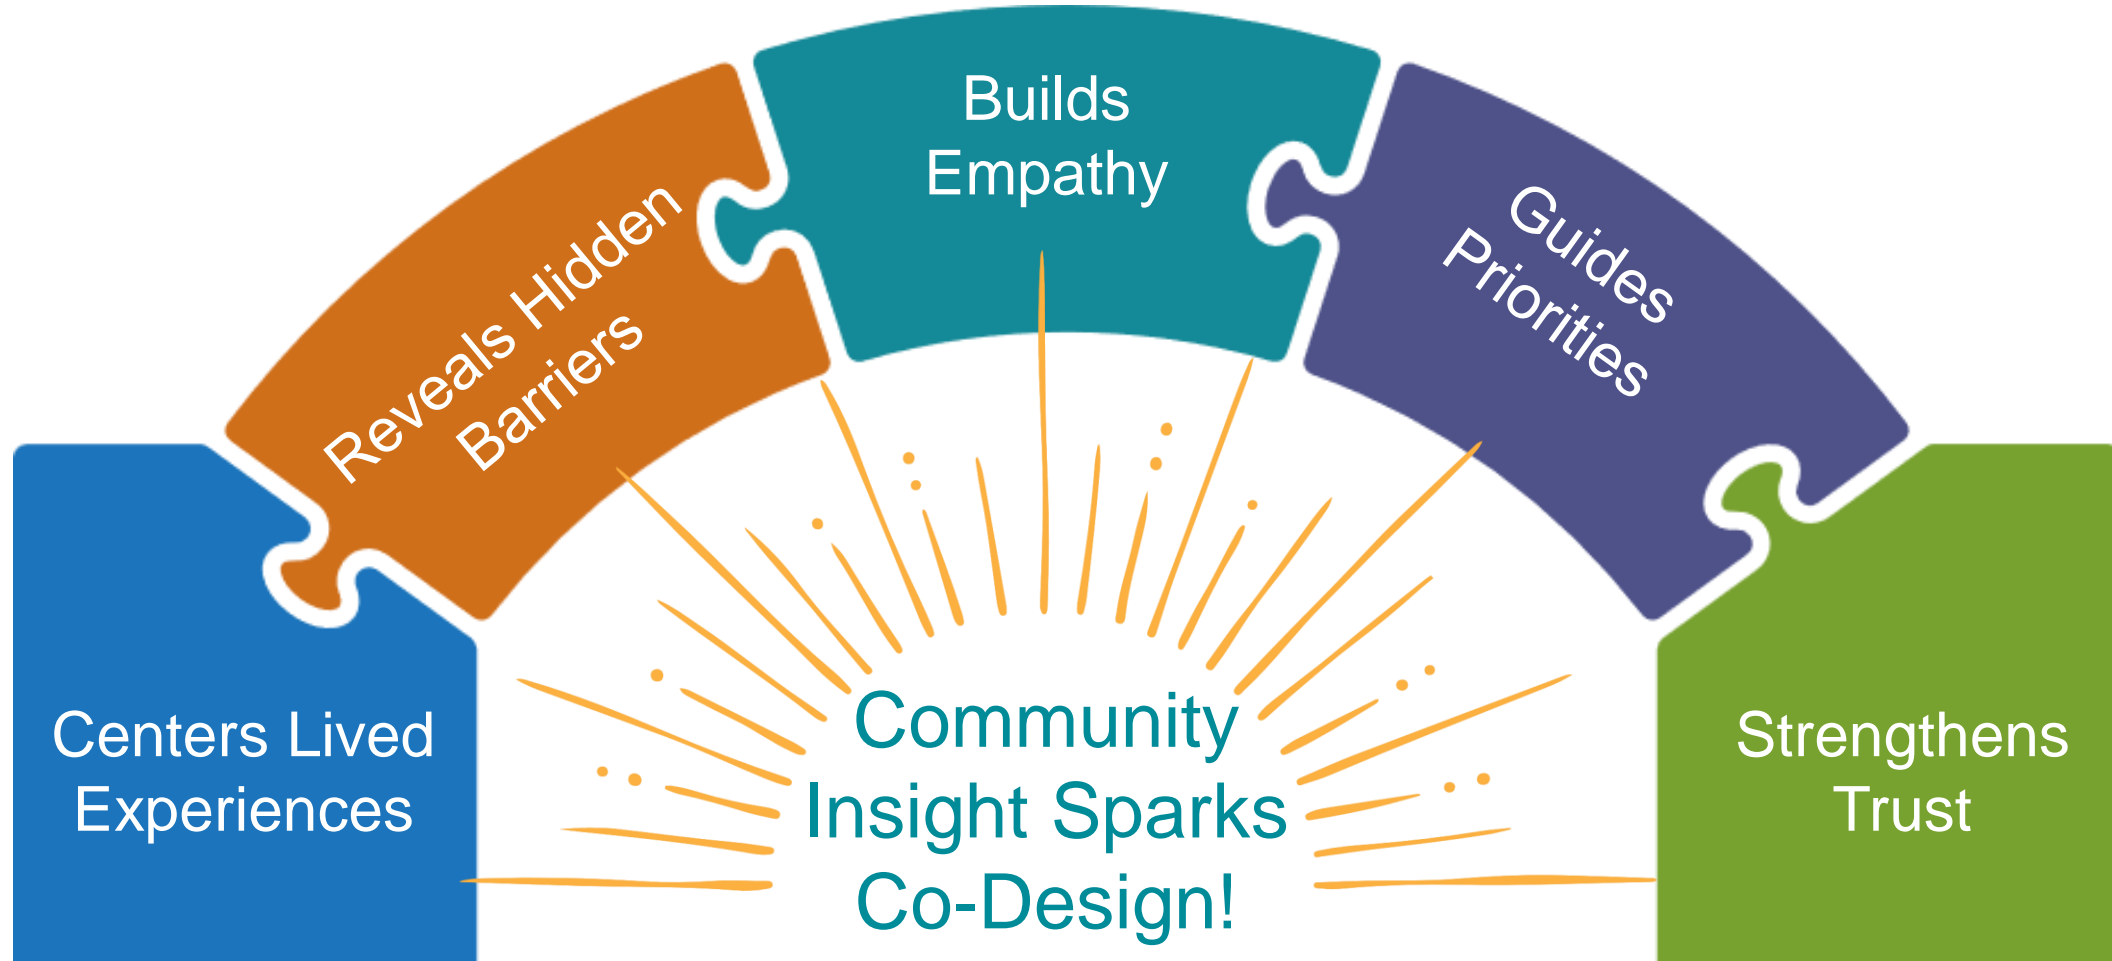 Centers Lived
Experiences
Reveals Hidden
Barriers
Builds
Empathy
Guides
Priorities
Strengthens
Trust
Community
Insight Sparks
Co-Design!